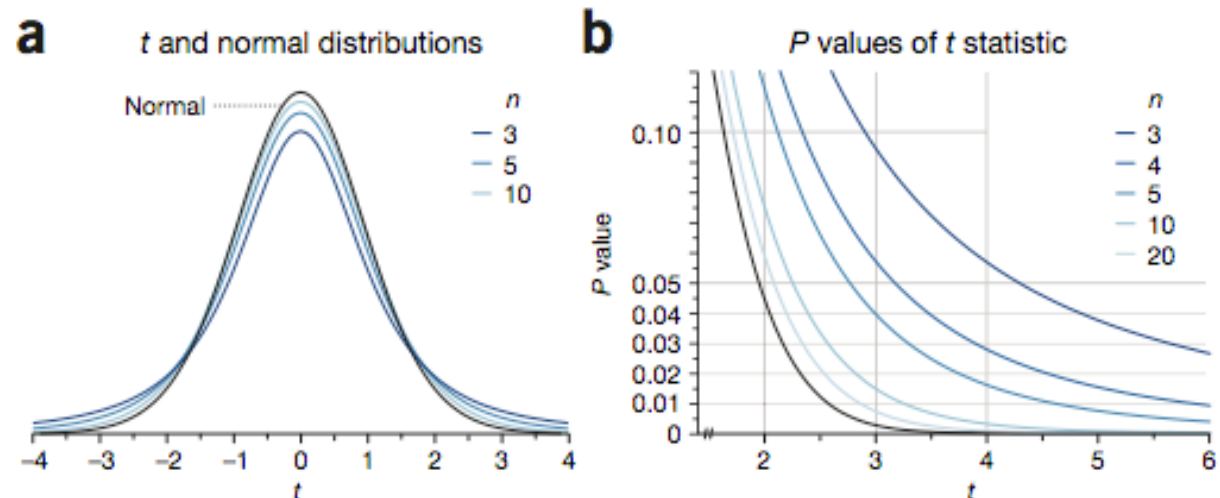 a
t and normal distributions
Normal
n
3
5
10
−4 −3 −2 −1 0 1 2 3 4
t
b
P values of t statistic
P value
0.10
0.05
0.04
0.03
0.02
0.01
0
n
3
4
5
10
20
2 3 4 5 6
t